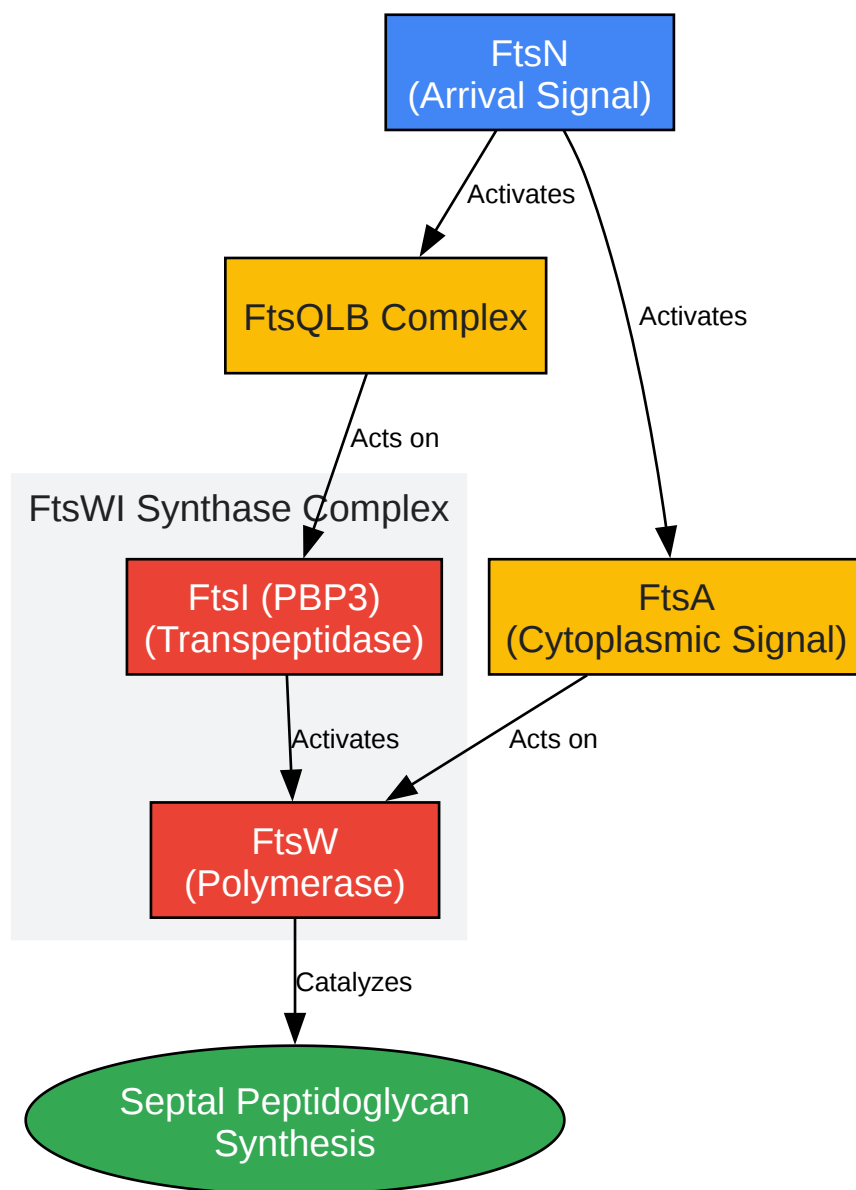 FtsN
(Arrival Signal)
Activates
Activates
FtsQLB Complex
Acts on
FtsWI Synthase Complex
FtsI (PBP3)
(Transpeptidase)
FtsA
(Cytoplasmic Signal)
Activates
Acts on
FtsW
(Polymerase)
Catalyzes
Septal Peptidoglycan
Synthesis